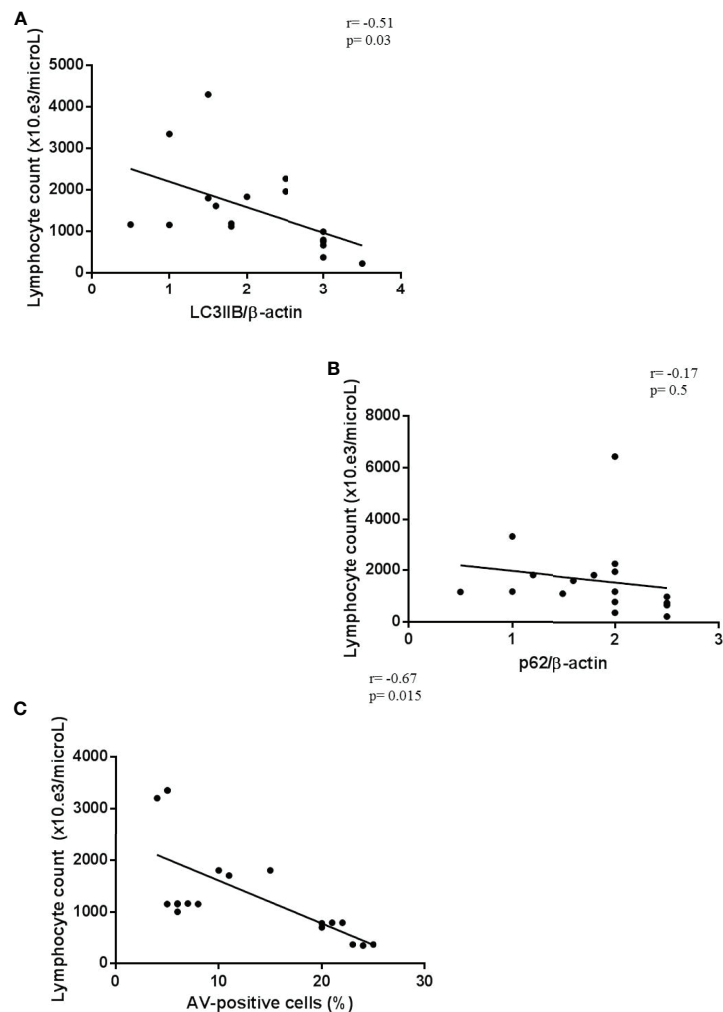 A
r= -0.51
p= 0.03
Lymphocyte count (x10.e3/microL)
5000
4000
3000
2000
1000
0
0 1 2 3 4
LC3IIB/β-actin
B
r= -0.17
p= 0.5
Lymphocyte count (x10.e3/microL)
8000
6000
4000
2000
0
0 1 2 3
p62/β-actin
r= -0.67
p= 0.015
C
Lymphocyte count (x10.e3/microL)
4000
3000
2000
1000
0
0 10 20 30
AV-positive cells (%)